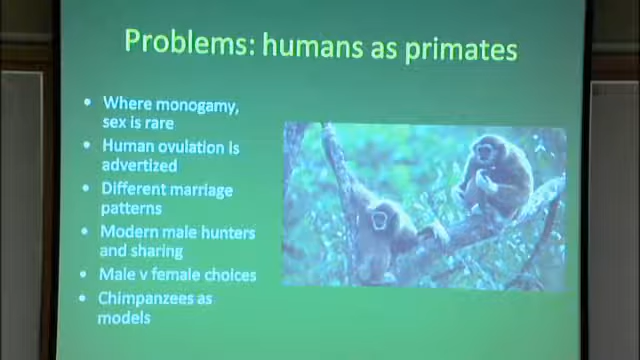 Problems: humans as primates
Where monogamy,
sex is rare
Human ovulation is
advertized
Different marriage
patterns
Modern male hunters
and sharing
Male v female choices
Chimpanzees as
models